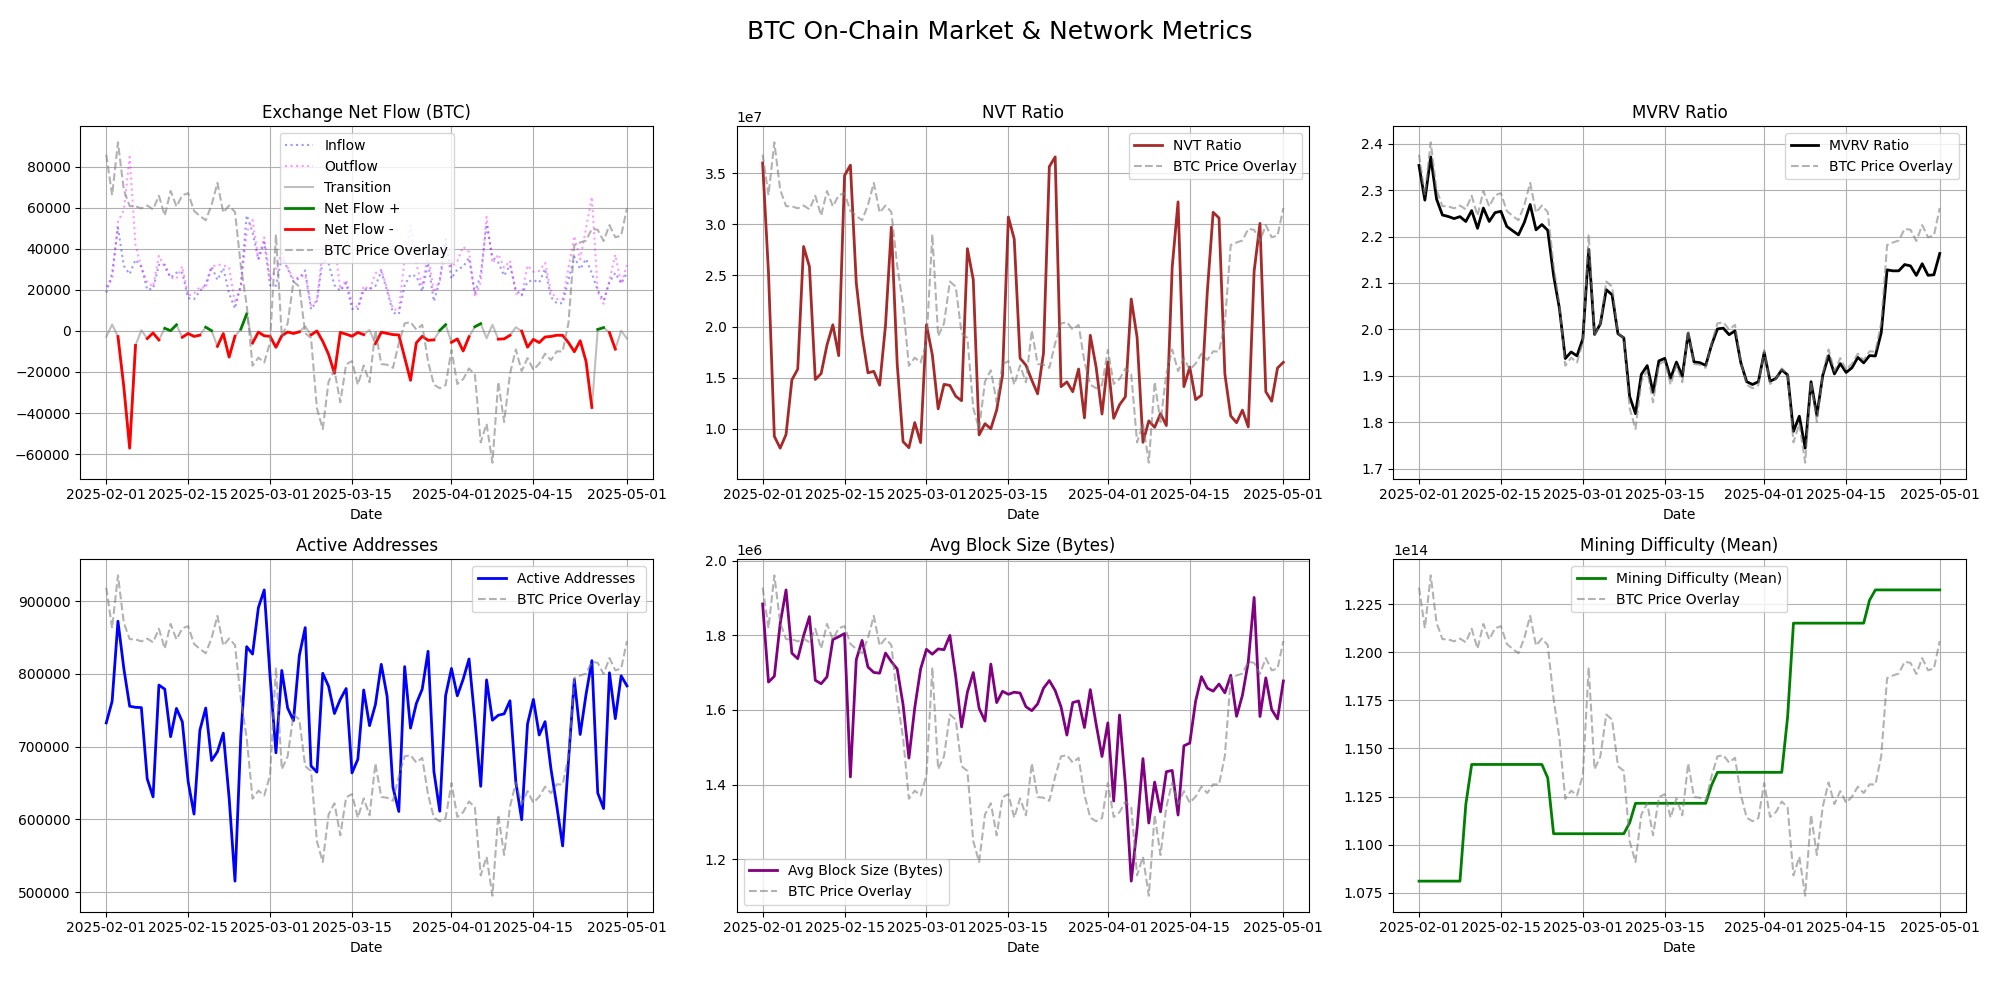 BTC On-Chain Market & Network Metrics
Exchange Net Flow (BTC)
Inflow
Outflow
Transition
Net Flow +
Net Flow -
BTC Price Overlay
80000
60000
40000
20000
0
−20000
−40000
−60000
2025-02-01 2025-02-15 2025-03-01 2025-03-15 2025-04-01 2025-04-15 2025-05-01
Date
NVT Ratio
1e7
NVT Ratio
BTC Price Overlay
3.5
3.0
2.5
2.0
1.5
1.0
2025-02-01 2025-02-15 2025-03-01 2025-03-15 2025-04-01 2025-04-15 2025-05-01
Date
MVRV Ratio
MVRV Ratio
BTC Price Overlay
2.4
2.3
2.2
2.1
2.0
1.9
1.8
1.7
2025-02-01 2025-02-15 2025-03-01 2025-03-15 2025-04-01 2025-04-15 2025-05-01
Date
Active Addresses
Active Addresses
BTC Price Overlay
900000
800000
700000
600000
500000
2025-02-01 2025-02-15 2025-03-01 2025-03-15 2025-04-01 2025-04-15 2025-05-01
Date
Avg Block Size (Bytes)
1e6
2.0
1.8
1.6
1.4
1.2
Avg Block Size (Bytes)
BTC Price Overlay
2025-02-01 2025-02-15 2025-03-01 2025-03-15 2025-04-01 2025-04-15 2025-05-01
Date
Mining Difficulty (Mean)
1e14
Mining Difficulty (Mean)
BTC Price Overlay
1.225
1.200
1.175
1.150
1.125
1.100
1.075
2025-02-01 2025-02-15 2025-03-01 2025-03-15 2025-04-01 2025-04-15 2025-05-01
Date